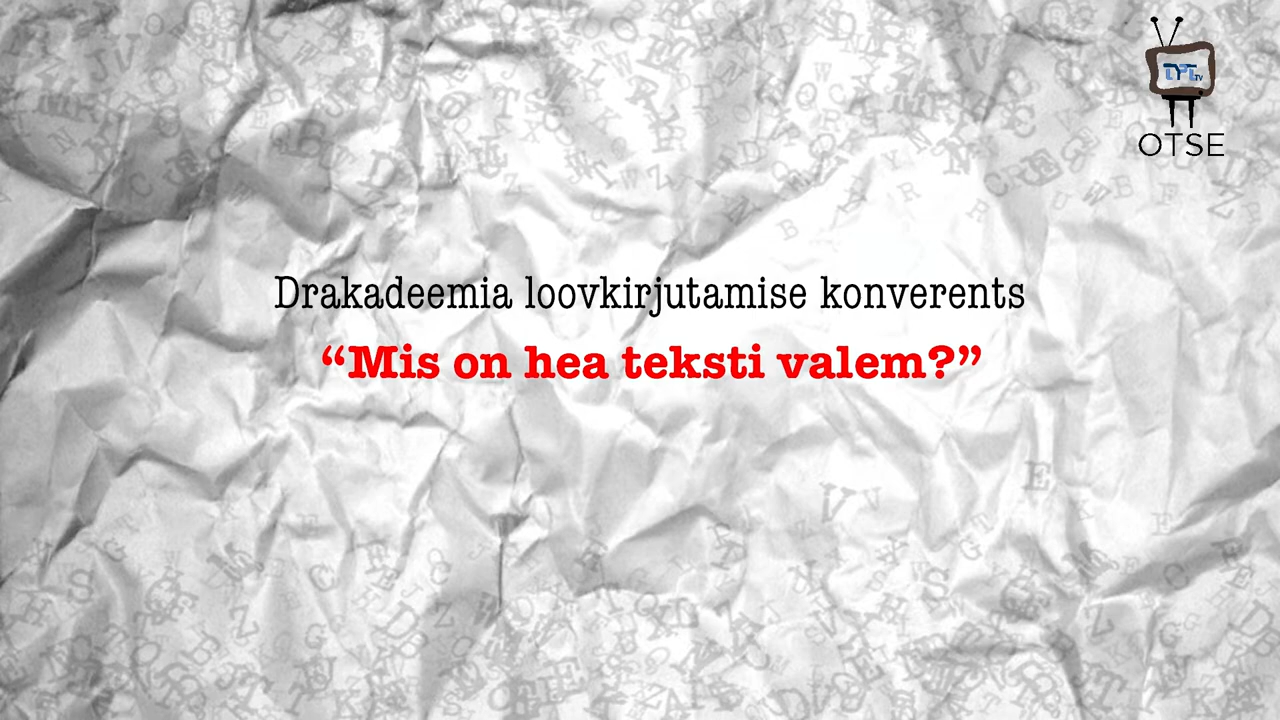 OTSE
Drakadeemia loovkirjutamise konverents
“Mis on hea teksti valem?”